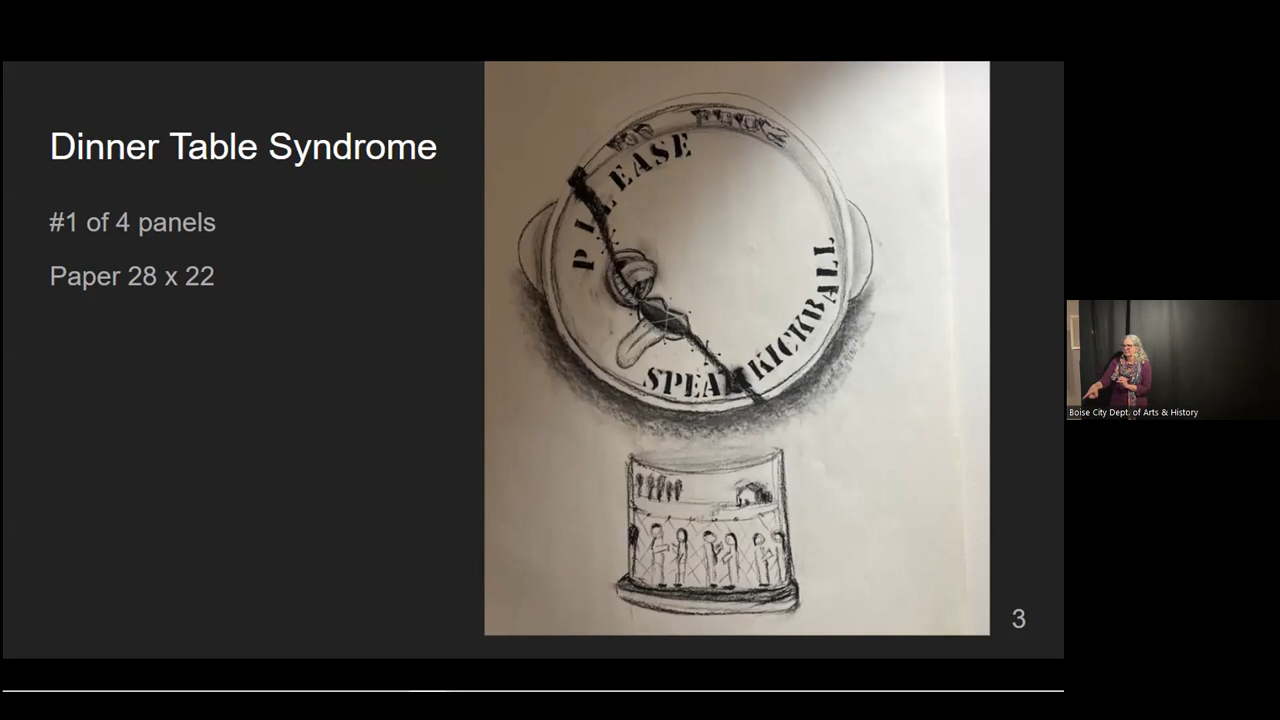 Dinner Table Syndrome
#1 of 4 panels
Paper 28 x 22
PLEASE
KICKBALL
3
Boise City Dept. of Arts & History